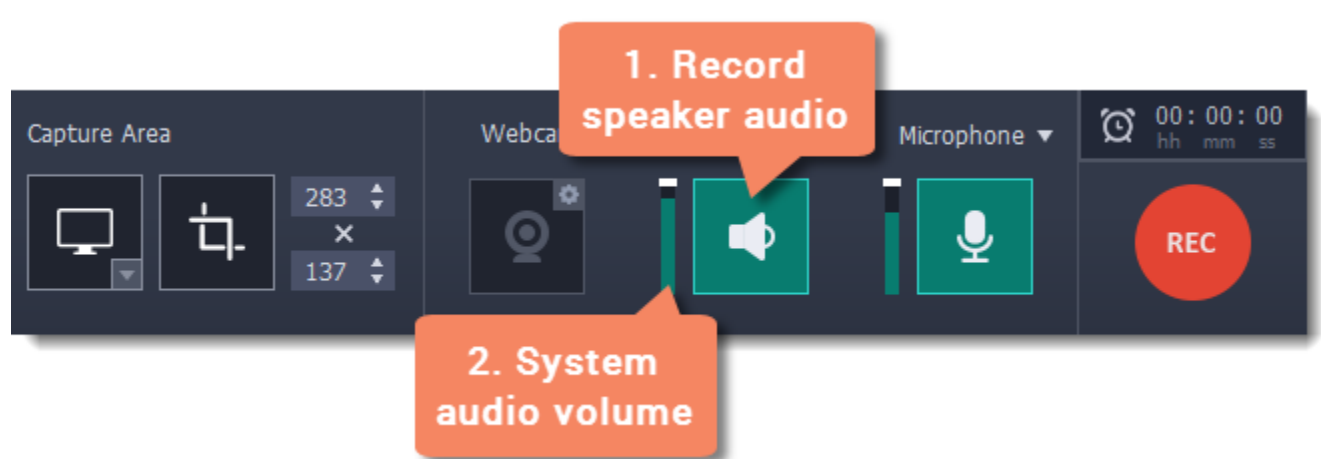 1. Record
speaker audio
Capture Area
Webca
Microphone
00: 00: 00
hh mm ss
283
137
REC
2. System
audio volume